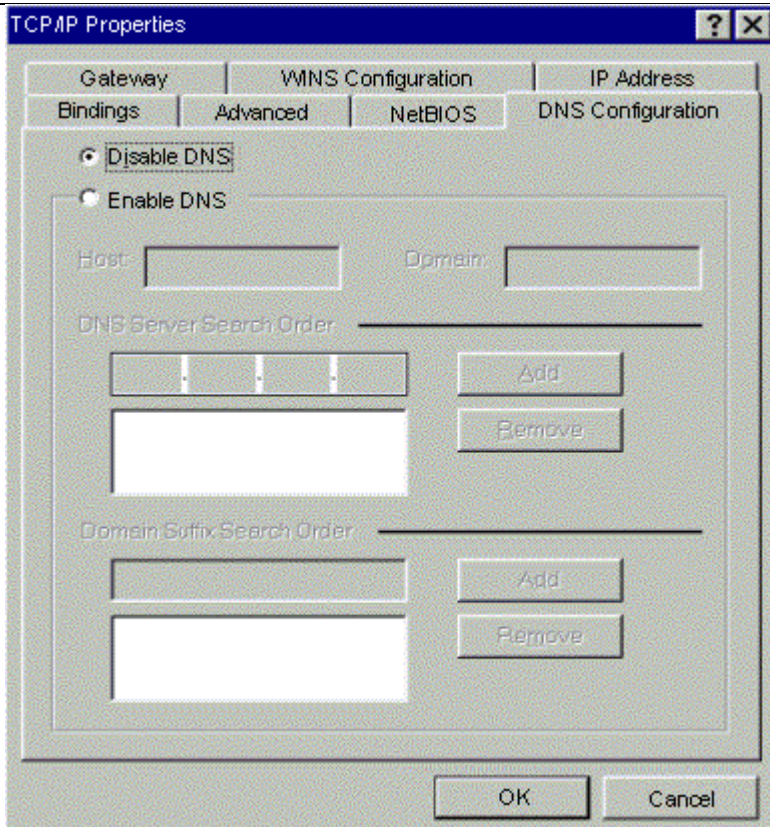 TCP/IP Properties
Gateway WINS Configuration IP Address
Bindings Advanced NetBIOS DNS Configuration
Disable DNS
Enable DNS
Host: Domain:
DNS Server Search Order
. . .
Add
Remove
Domain Suffix Search Order
Add
Remove
OK Cancel